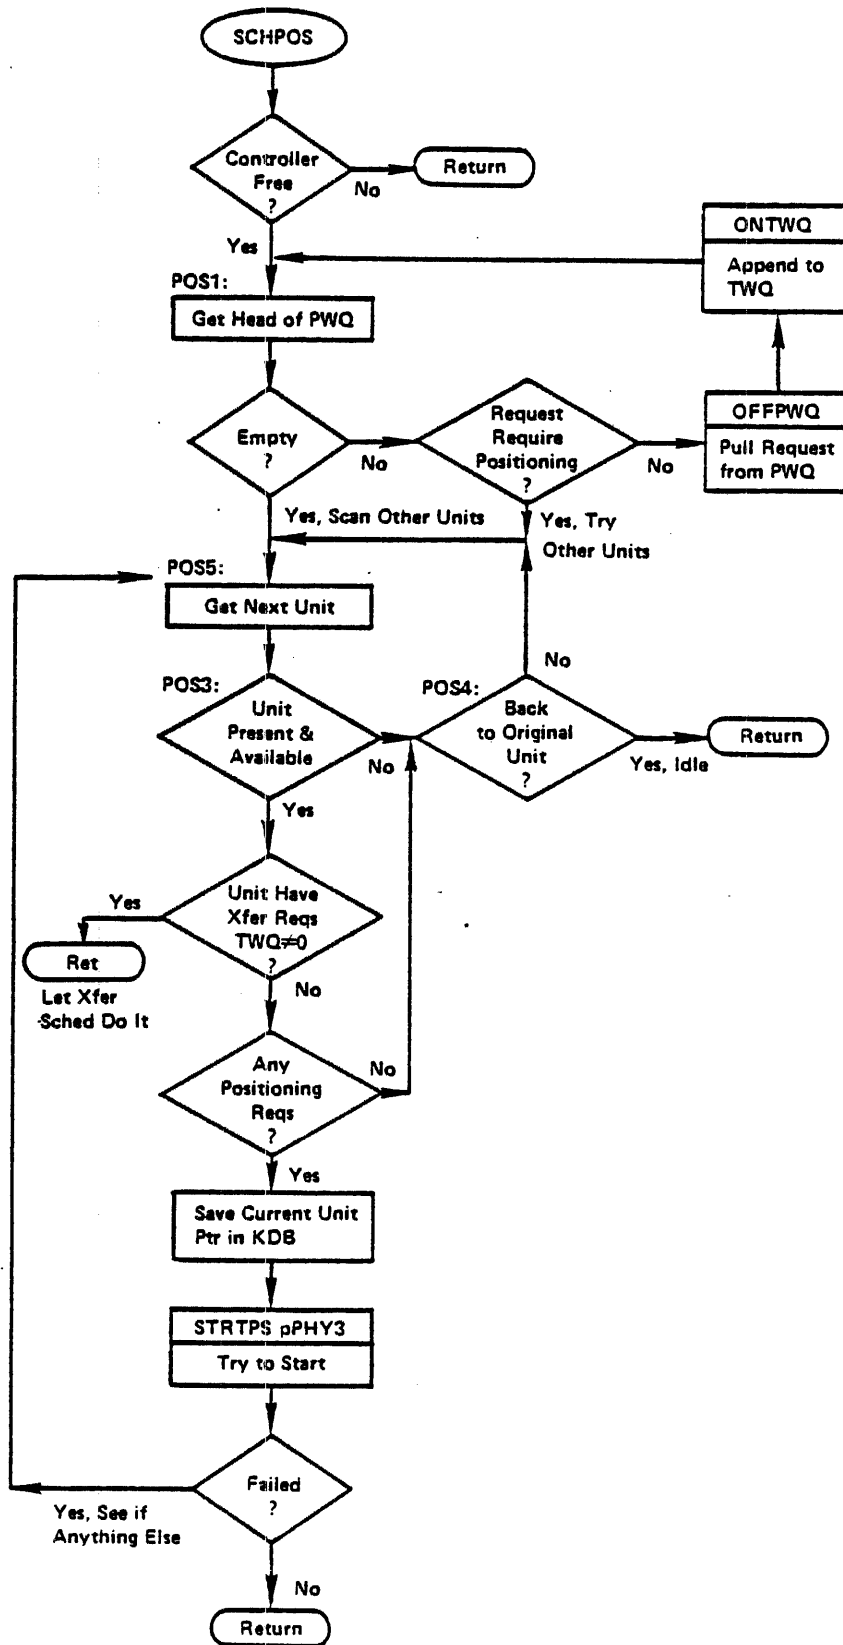 SCHPOS
Controller
Free
?
No
Return
Yes
ONTWQ
Append to
TWQ
POS1:
Get Head of PWQ
Empty
?
No
Request
Require
Positioning
?
No
OFFPWQ
Pull Request
from PWQ
Yes, Scan Other Units
Yes, Try
Other Units
POS5:
Get Next Unit
No
POS3:
Unit
Present &
Available
No
POS4:
Back
to Original
Unit
?
Yes, Idle
Return
Yes
Unit Have
Xfer Reqs
TWQ≠0
?
Yes
Ret
Let Xfer
Sched Do It
No
Any
Positioning
Reqs
?
No
Yes
Save Current Unit
Ptr in KDB
STRTPS pPHY3
Try to Start
Failed
?
Yes, See if
Anything Else
No
Return